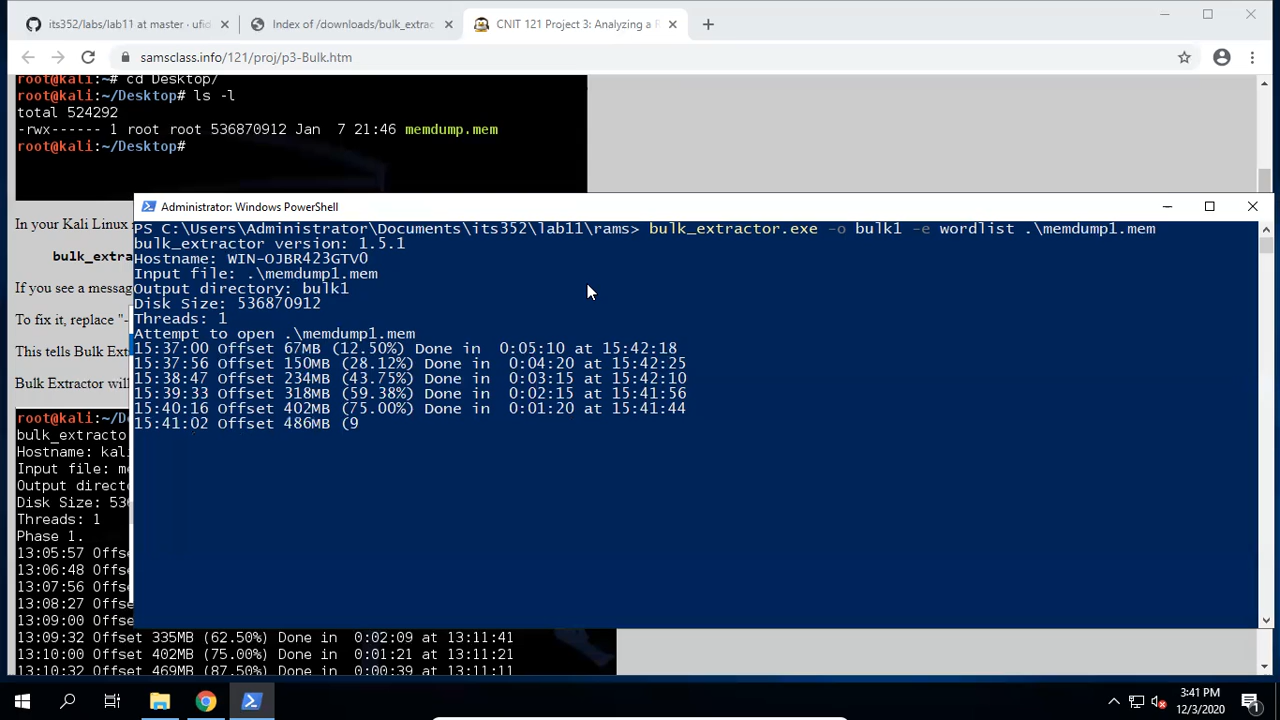 its352/labs/lab11 at master · ufid
Index of /downloads/bulk_extrac
CNIT 121 Project 3: Analyzing a R
samsclass.info/121/proj/p3-Bulk.htm
root@kali:~# cd Desktop/
root@kali:~/Desktop# ls -l
total 524292
-rwx------ 1 root root 536870912 Jan  7 21:46 memdump.mem
root@kali:~/Desktop#
In your Kali Linux
bulk_extra
If you see a messag
To fix it, replace "-
This tells Bulk Ext
Bulk Extractor will
root@kali:~/Desktop
bulk_extracto
Hostname: kal
Input file: me
Output directo
Disk Size: 536
Threads: 1
Phase 1.
13:05:57 Offs
13:06:48 Offs
13:07:56 Offs
13:08:27 Offs
13:09:00 Offs
13:09:32 Offset 335MB (62.50%) Done in  0:02:09 at 13:11:41
13:10:00 Offset 402MB (75.00%) Done in  0:01:21 at 13:11:21
13:10:32 Offset 469MB (87.50%) Done in  0:00:39 at 13:11:11
Administrator: Windows PowerShell
PS C:\Users\Administrator\Documents\its352\lab11\rams> bulk_extractor.exe -o bulk1 -e wordlist .\memdump1.mem
bulk_extractor version: 1.5.1
Hostname: WIN-OJBR423GTVO
Input file: .\memdump1.mem
Output directory: bulk1
Disk Size: 536870912
Threads: 1
Attempt to open .\memdump1.mem
15:37:00 Offset 67MB (12.50%) Done in  0:05:10 at 15:42:18
15:37:56 Offset 150MB (28.12%) Done in  0:04:20 at 15:42:25
15:38:47 Offset 234MB (43.75%) Done in  0:03:15 at 15:42:10
15:39:33 Offset 318MB (59.38%) Done in  0:02:15 at 15:41:56
15:40:16 Offset 402MB (75.00%) Done in  0:01:20 at 15:41:44
15:41:02 Offset 486MB (9
3:41 PM
12/3/2020
1